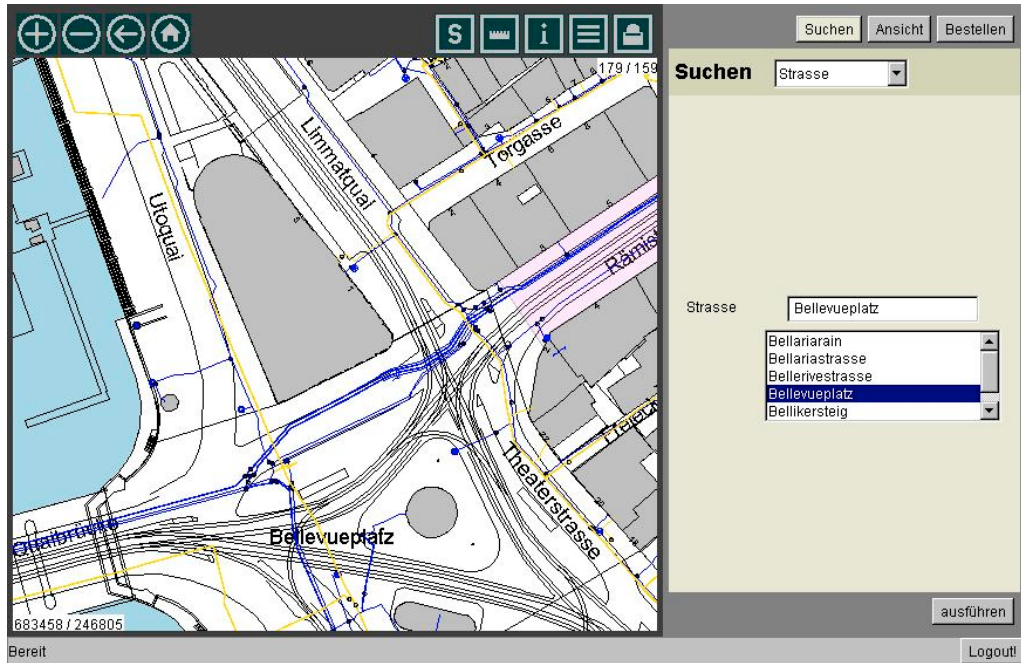 S
i
Suchen
Ansicht
Bestellen
Suchen
Strasse
179 / 159
Limmatquai
Torgasse
Utoquai
Strasse
Bellevueplatz
Bellariarain
Bellariastrasse
Bellerivestrasse
Bellevueplatz
Bellikersteig
Theaterstrasse
Quaibrücke
Bellevueplatz
683458 / 246805
ausführen
Bereit
Logout!